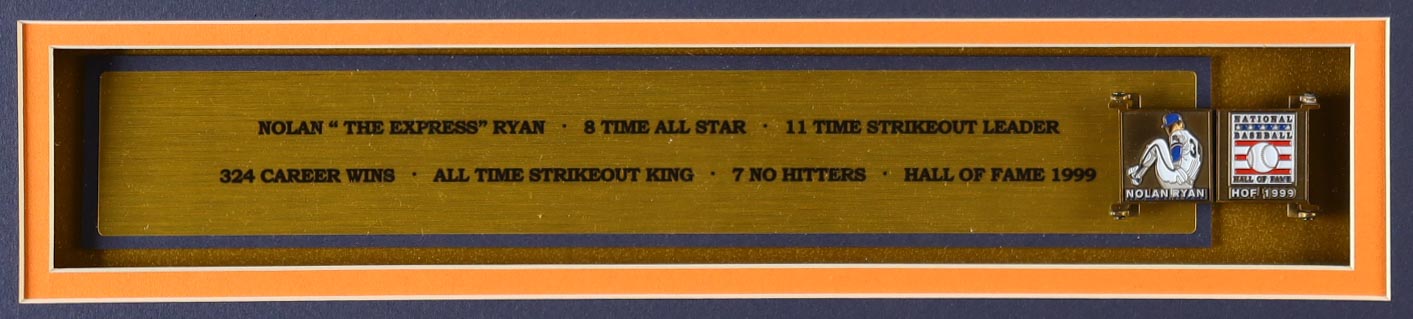 NOLAN “ THE EXPRESS” RYAN · 8 TIME ALL STAR · 11 TIME STRIKEOUT LEADER
324 CAREER WINS · ALL TIME STRIKEOUT KING · 7 NO HITTERS · HALL OF FAME 1999
3
NOLAN RYAN
NATIONAL
BASEBALL
HALL OF FAME
HOF 1999